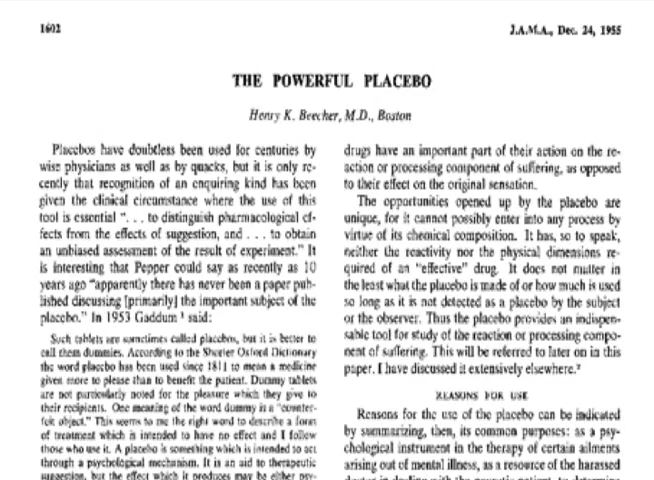 1602
J.A.M.A., Dec. 24, 1955
THE POWERFUL PLACEBO
Henry K. Beecher, M.D., Boston
Placebos have doubtless been used for centuries by
wise physicians as well as by quacks, but it is only re-
cently that recognition of an enquiring kind has been
given the clinical circumstance where the use of this
tool is essential ". . . to distinguish pharmacological ef-
fects from the effects of suggestion, and . . . to obtain
an unbiased assessment of the result of experiment." It
is interesting that Pepper could say as recently as 10
years ago "apparently there has never been a paper pub-
lished discussing [primarily] the important subject of the
placebo." In 1953 Gaddum ¹ said:
Such tablets are sometimes called placebos, but it is better to
call them dummies. According to the Shorter Oxford Dictionary
the word placebo has been used since 1811 to mean a medicine
given more to please than to benefit the patient. Dummy tablets
are not particularly noted for the pleasure which they give to
their recipients. One meaning of the word dummy is a "counter-
feit object." This seems to me the right word to describe a form
of treatment which is intended to have no effect and I follow
those who use it. A placebo is something which is intended to act
through a psychological mechanism. It is an aid to therapeutic
suggestion, but the effect which it produces may be either psy-
drugs have an important part of their action on the re-
action or processing component of suffering, as opposed
to their effect on the original sensation.
The opportunities opened up by the placebo are
unique, for it cannot possibly enter into any process by
virtue of its chemical composition. It has, so to speak,
neither the reactivity nor the physical dimensions re-
quired of an "effective" drug. It does not matter in
the least what the placebo is made of or how much is used
so long as it is not detected as a placebo by the subject
or the observer. Thus the placebo provides an indispen-
sable tool for study of the reaction or processing compo-
nent of suffering. This will be referred to later on in this
paper. I have discussed it extensively elsewhere.²
REASONS FOR USE
Reasons for the use of the placebo can be indicated
by summarizing, then, its common purposes: as a psy-
chological instrument in the therapy of certain ailments
arising out of mental illness, as a resource of the harassed